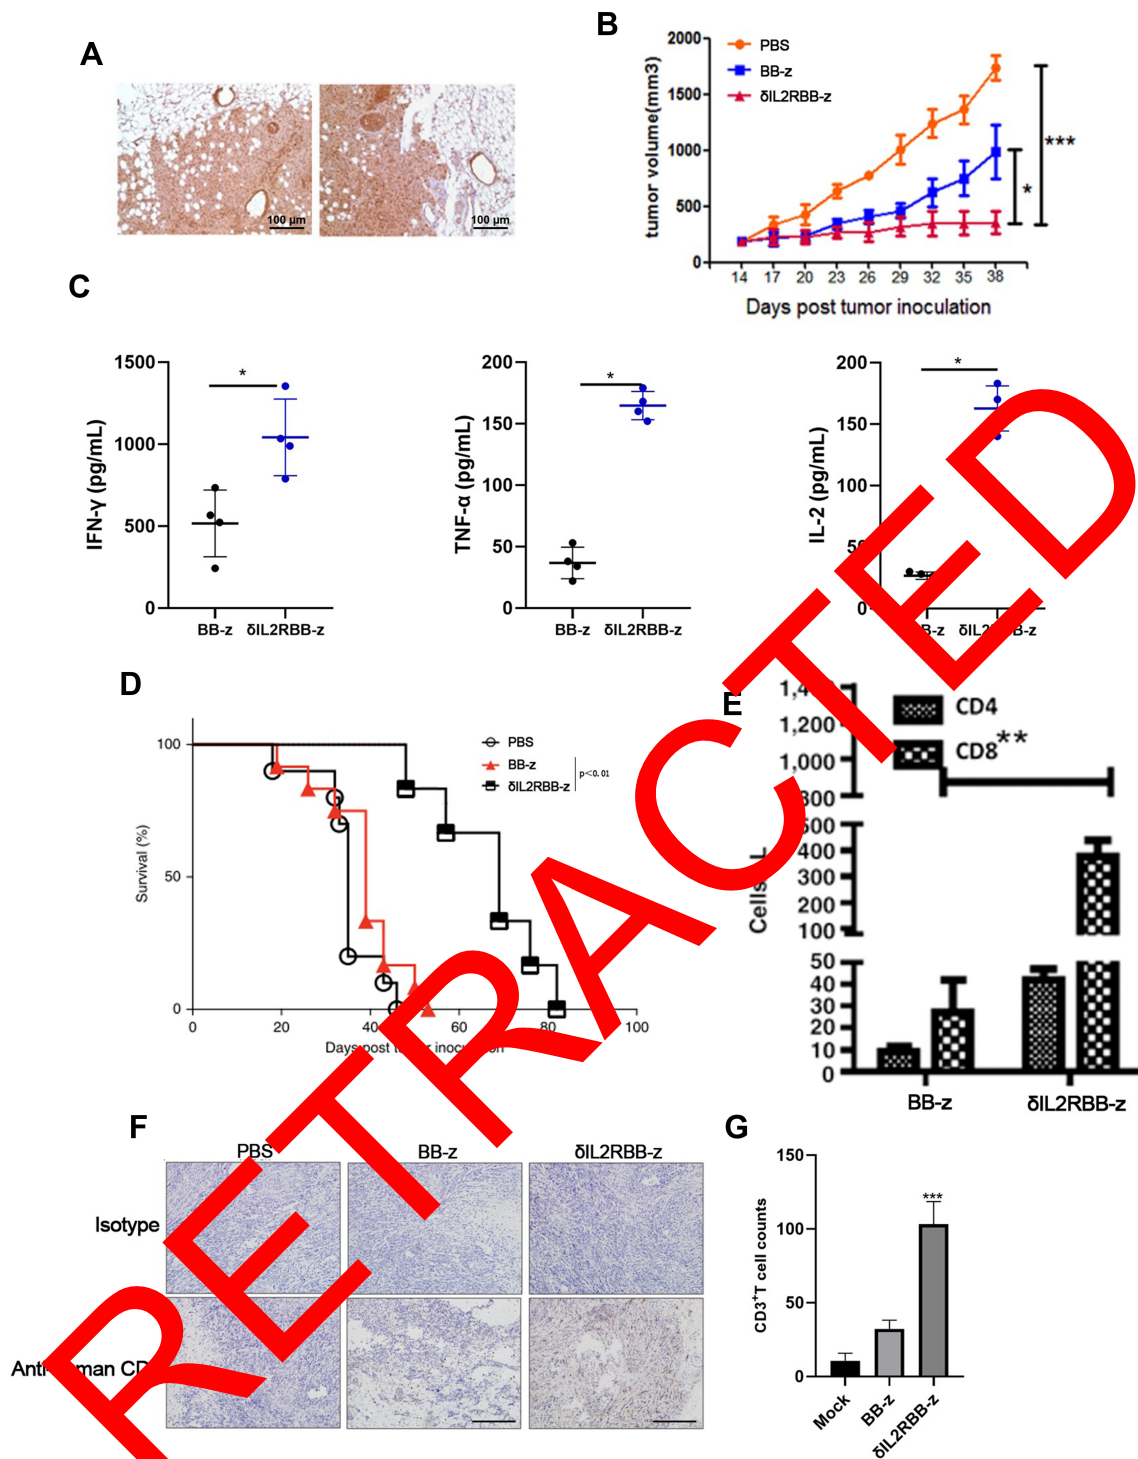 A
100 µm
100 µm
B
2000
1500
1000
500
0
tumor volume(mm3)
PBS
BB-z
δIL2RBB-z
***
*
14 17 20 23 26 29 32 35 38
Days post tumor inoculation
C
1500
1000
500
0
IFN-γ (pg/mL)
*
BB-z δIL2RBB-z
200
150
100
50
0
TNF-α (pg/mL)
*
BB-z δIL2RBB-z
200
150
100
0
IL-2 (pg/mL)
*
D
100
50
0
Survival (%)
PBS
BB-z
δIL2RBB-z
p<0.01
0 20 40 60 80 100
Days post
E
1,200
1,000
CD4
CD8
**
400
300
200
100
50
40
30
20
10
0
BB-z δIL2RBB-z
F
PBS BB-z δIL2RBB-z
Isotype
G
150
100
50
0
CD3+T cell counts
***
Mock
BB-z
δIL2RBB-z
RETRACTED